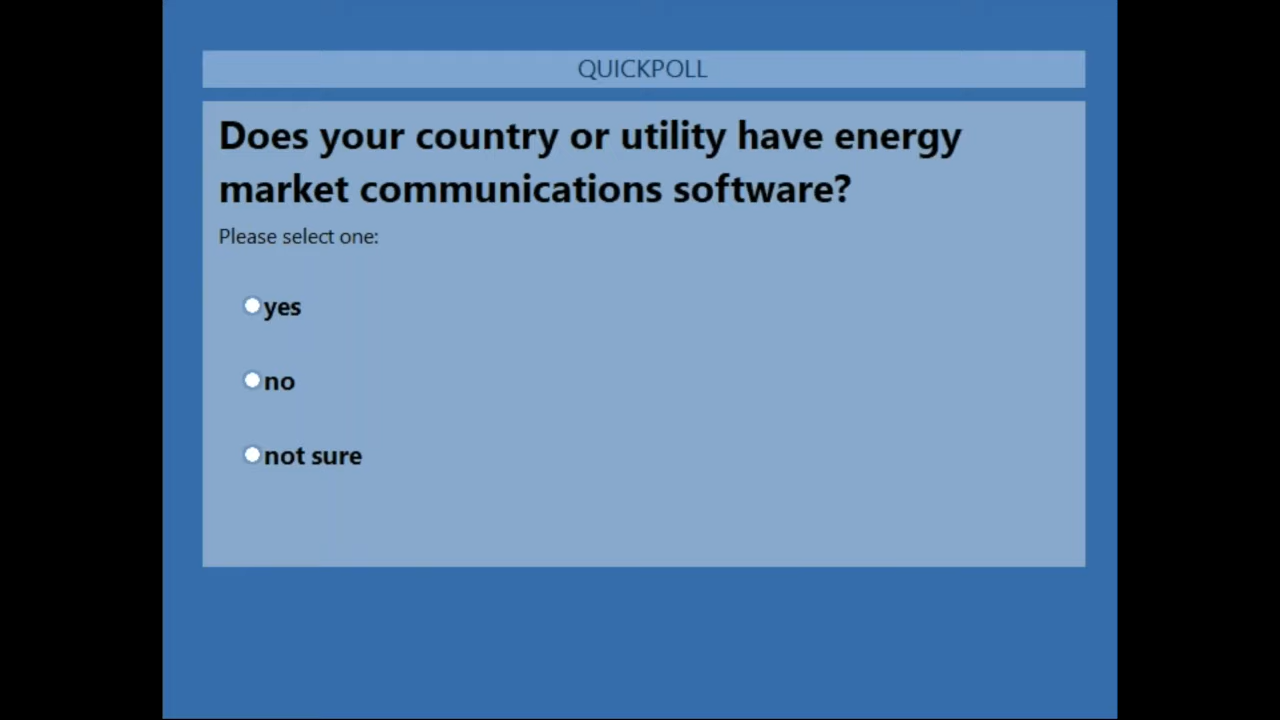 QUICKPOLL
Does your country or utility have energy
market communications software?
Please select one:
yes
no
not sure